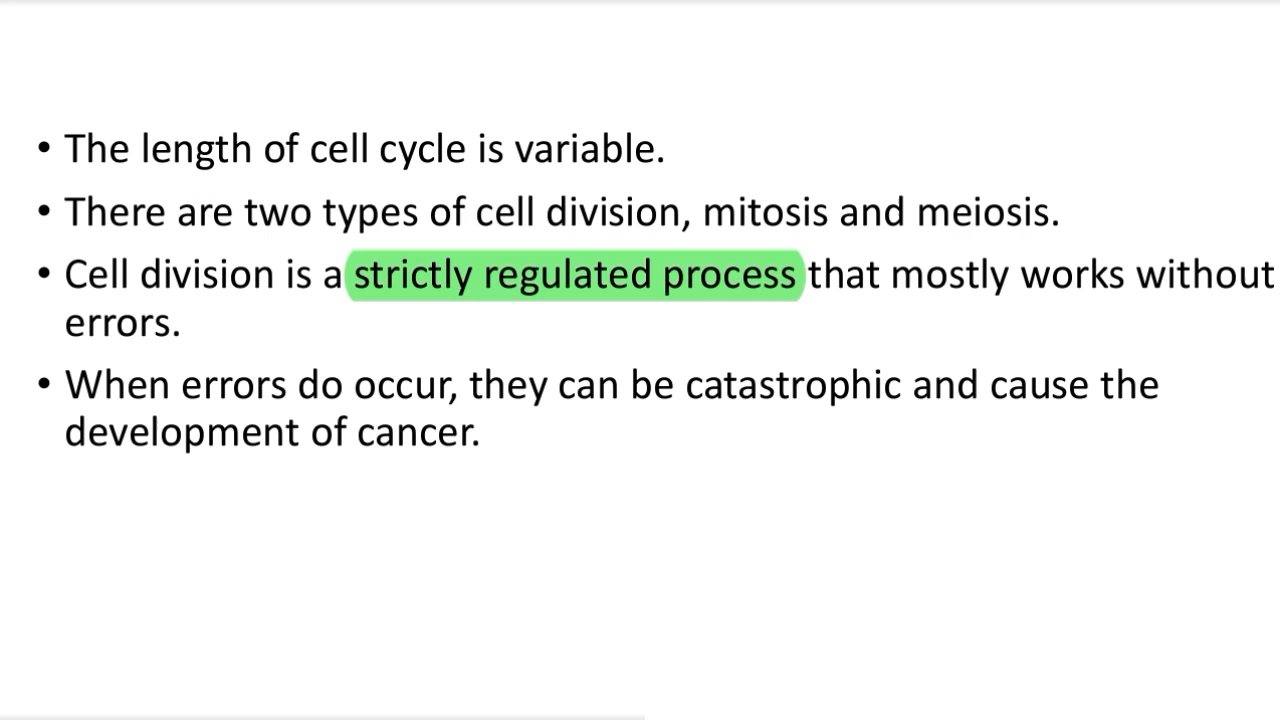 • The length of cell cycle is variable.
• There are two types of cell division, mitosis and meiosis.
• Cell division is a strictly regulated process that mostly works without
errors.
• When errors do occur, they can be catastrophic and cause the
development of cancer.